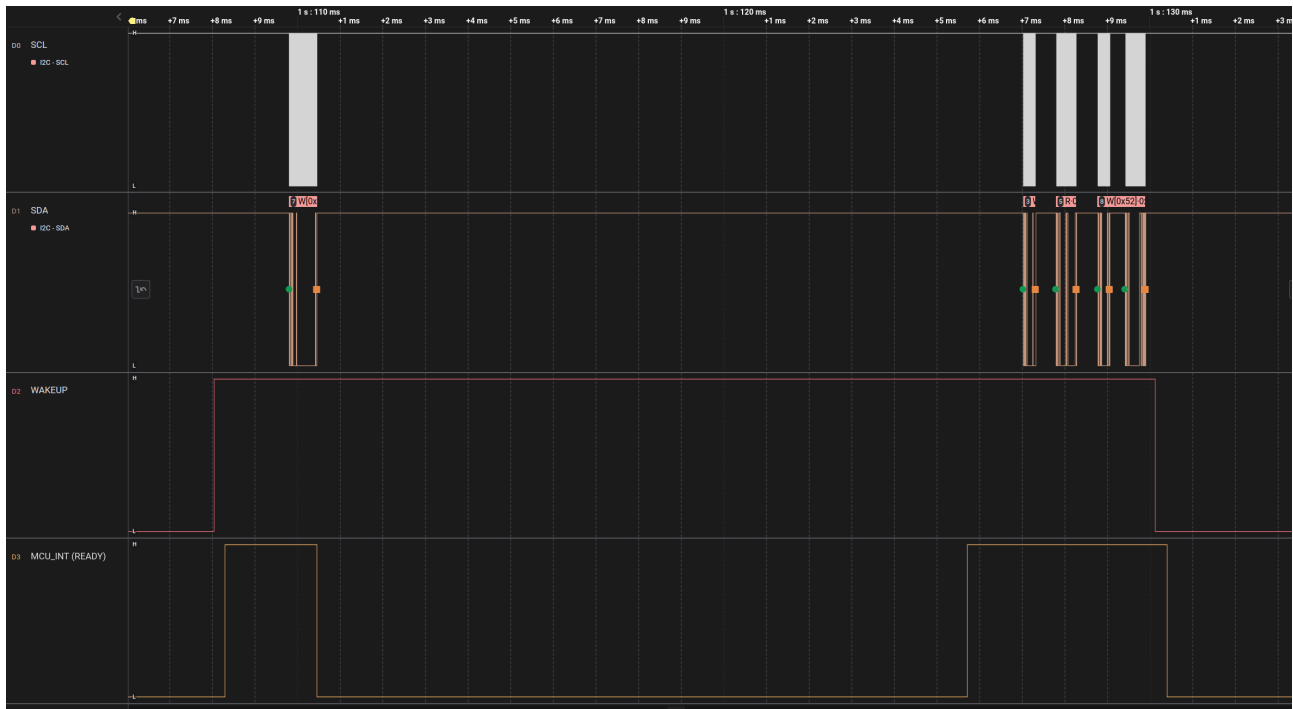 1 s : 110 ms 1 s : 120 ms 1 s : 130 ms
ms +7 ms +8 ms +9 ms +1 ms +2 ms +3 ms +4 ms +5 ms +6 ms +7 ms +8 ms +9 ms +1 ms +2 ms +3 ms +4 ms +5 ms +6 ms +7 ms +8 ms +9 ms +1 ms +2 ms +3 m
H
D0 SCL
I2C - SCL
L
W[0x R W[0x52]
H
D1 SDA
I2C - SDA
L
H
D2 WAKEUP
L
H
D3 MCU_INT (READY)
L